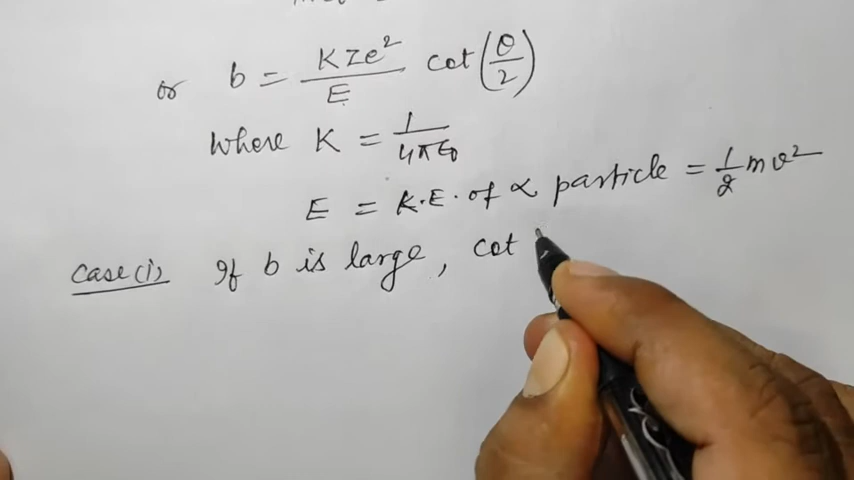 or b = KZe² / E cot(θ/2)
Where K = 1 / 4πε₀
E = K.E. of α particle = 1/2 mv²
Case(i) If b is large, cot